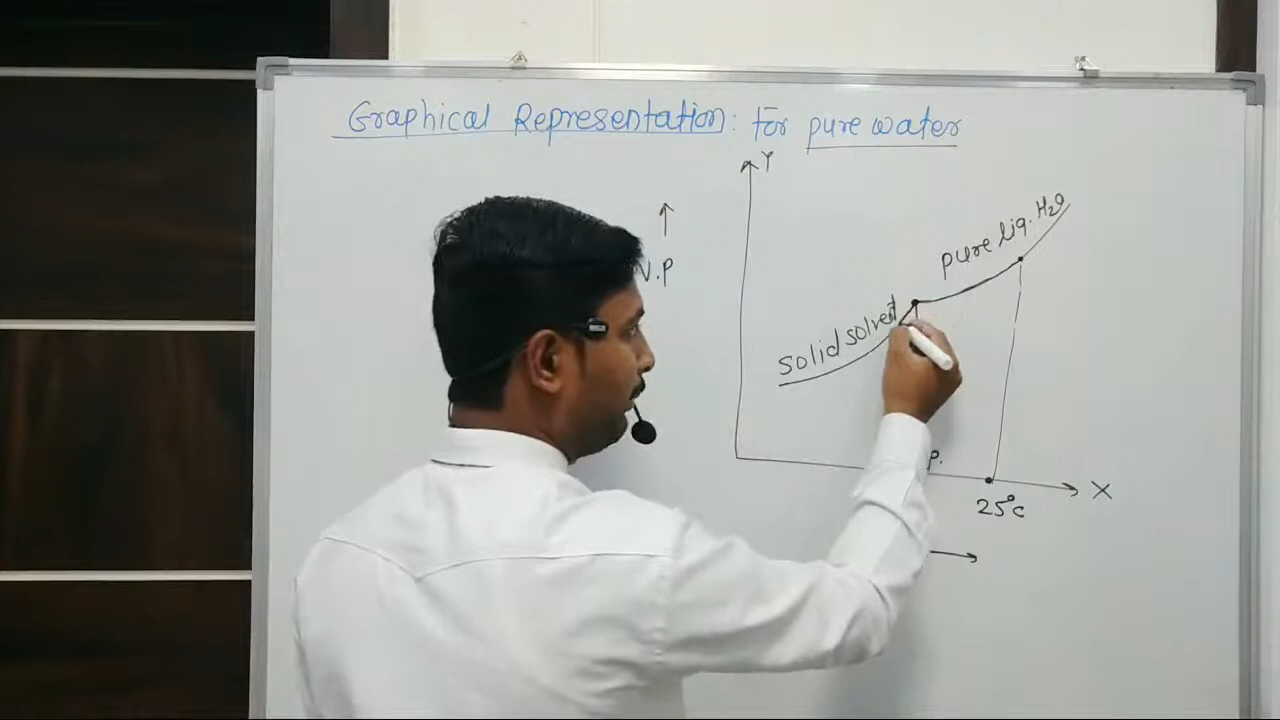 Graphical Representation: For pure water
Y
V.P
pure liq. H2O
solid solvent
P.
25°c
X